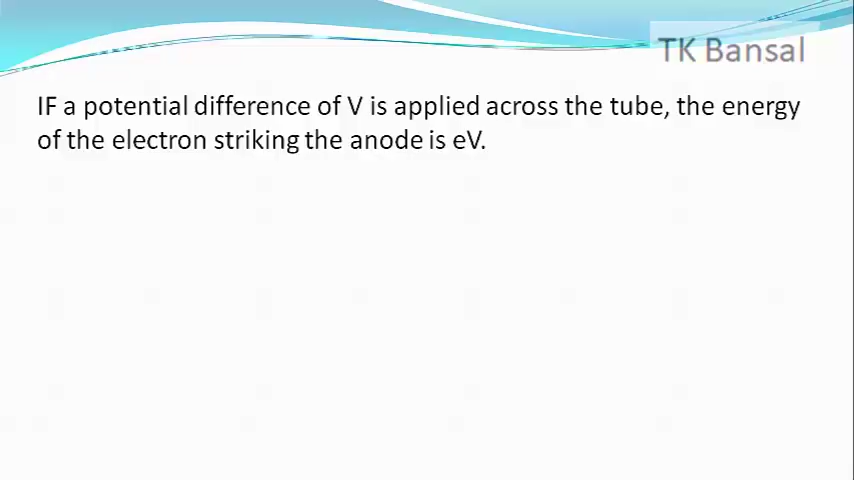 TK Bansal
IF a potential difference of V is applied across the tube, the energy
of the electron striking the anode is eV.